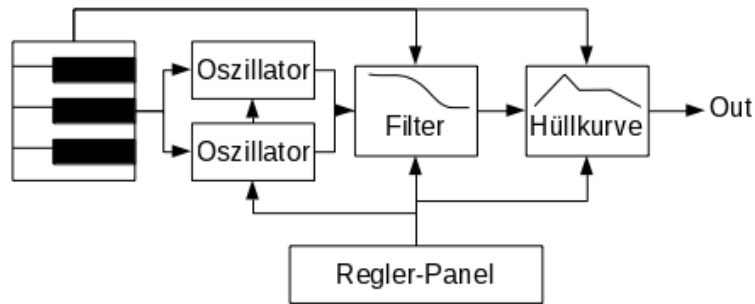 Oszillator
Oszillator
Filter
Hüllkurve
Out
Regler-Panel